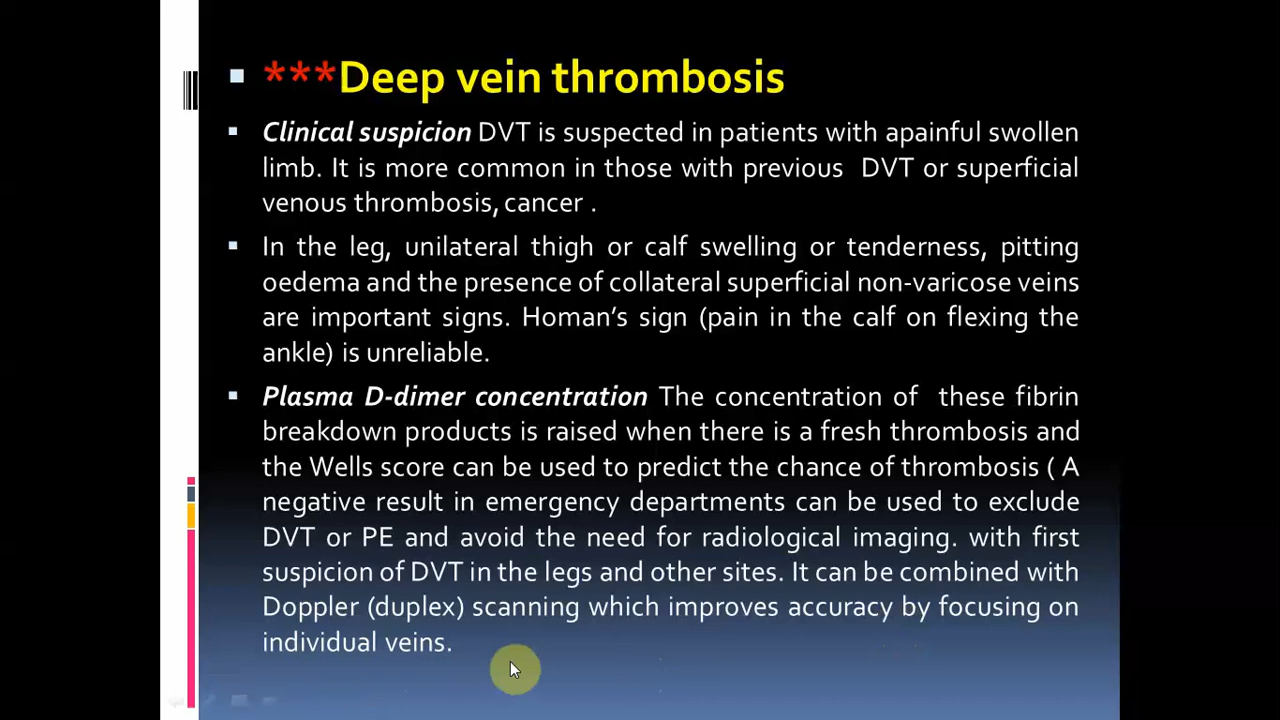 ***Deep vein thrombosis
Clinical suspicion DVT is suspected in patients with apainful swollen
limb. It is more common in those with previous DVT or superficial
venous thrombosis, cancer .
In the leg, unilateral thigh or calf swelling or tenderness, pitting
oedema and the presence of collateral superficial non-varicose veins
are important signs. Homan’s sign (pain in the calf on flexing the
ankle) is unreliable.
Plasma D-dimer concentration The concentration of these fibrin
breakdown products is raised when there is a fresh thrombosis and
the Wells score can be used to predict the chance of thrombosis ( A
negative result in emergency departments can be used to exclude
DVT or PE and avoid the need for radiological imaging. with first
suspicion of DVT in the legs and other sites. It can be combined with
Doppler (duplex) scanning which improves accuracy by focusing on
individual veins.